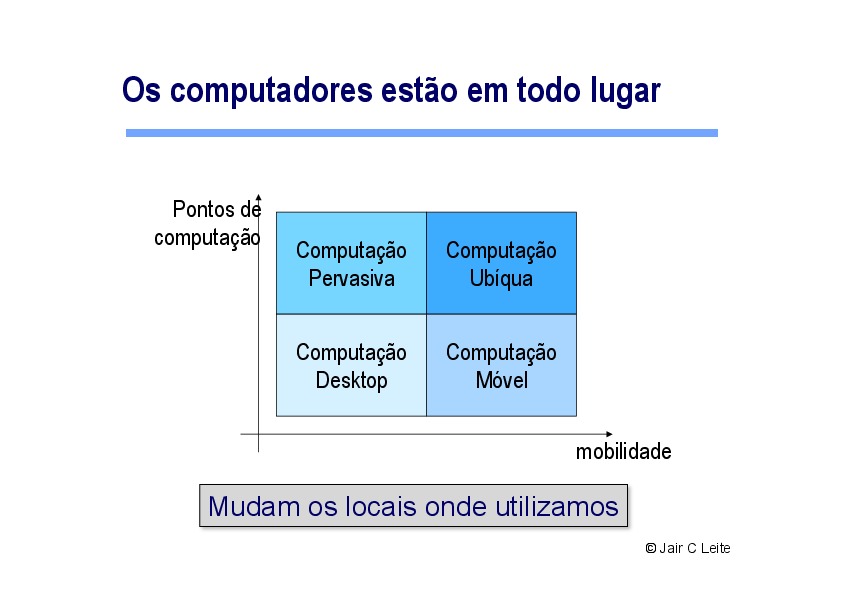 Os computadores estão em todo lugar
Pontos de
computação
Computação
Pervasiva
Computação
Ubíqua
Computação
Desktop
Computação
Móvel
mobilidade
Mudam os locais onde utilizamos
© Jair C Leite